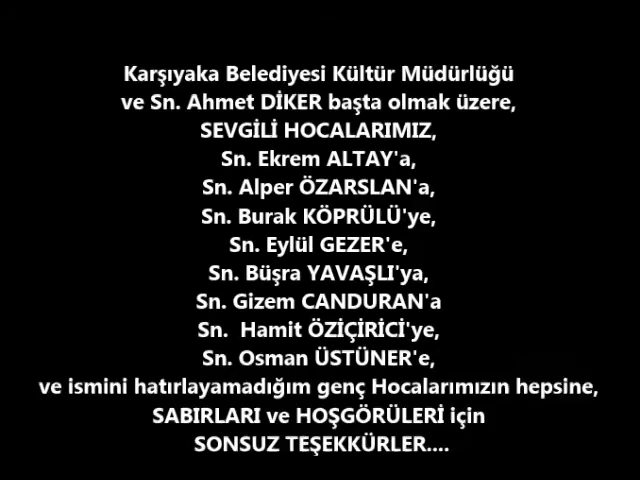 Karşıyaka Belediyesi Kültür Müdürlüğü
ve Sn. Ahmet DİKER başta olmak üzere,
SEVGİLİ HOCALARIMIZ,
Sn. Ekrem ALTAY'a,
Sn. Alper ÖZARSLAN'a,
Sn. Burak KÖPRÜLÜ'ye,
Sn. Eylül GEZER'e,
Sn. Büşra YAVAŞLI'ya,
Sn. Gizem CANDURAN'a
Sn.  Hamit ÖZİÇİRİCİ'ye,
Sn. Osman ÜSTÜNER'e,
ve ismini hatırlayamadığım genç Hocalarımızın hepsine,
SABIRLARI ve HOŞGÖRÜLERİ için
SONSUZ TEŞEKKÜRLER....